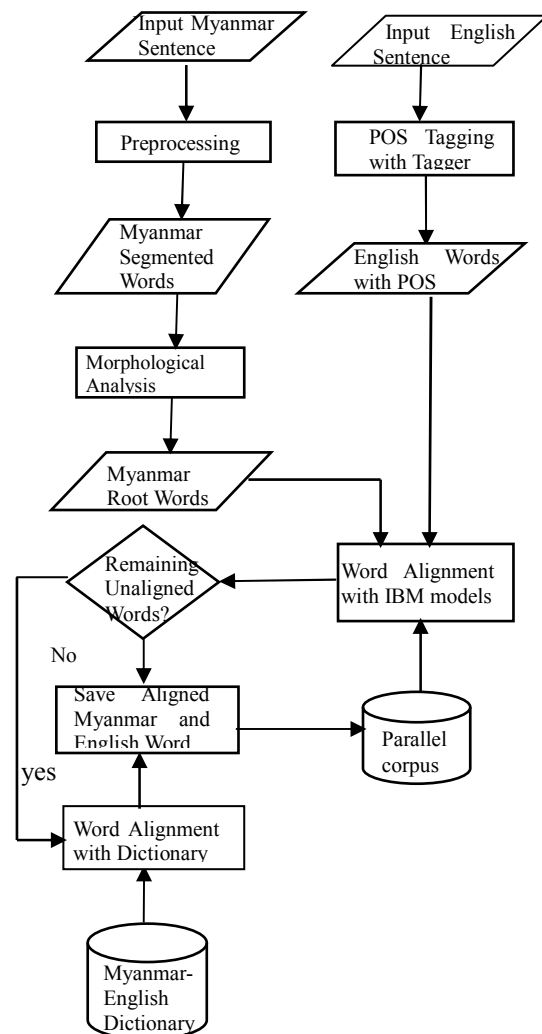 Input Myanmar
Sentence
Input English
Sentence
Preprocessing
POS Tagging
with Tagger
Myanmar
Segmented
Words
English Words
with POS
Morphological
Analysis
Myanmar
Root Words
Remaining
Unaligned
Words?
Word Alignment
with IBM models
No
Save Aligned
Myanmar and
English Word
Parallel
corpus
yes
Word Alignment
with Dictionary
Myanmar-
English
Dictionary